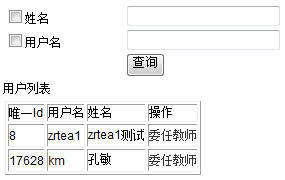 姓名
用户名
查询
用户列表
唯一Id 用户名 姓名 操作
8 zrtea1 zrtea1测试 委任教师
17628 km 孔敏 委任教师